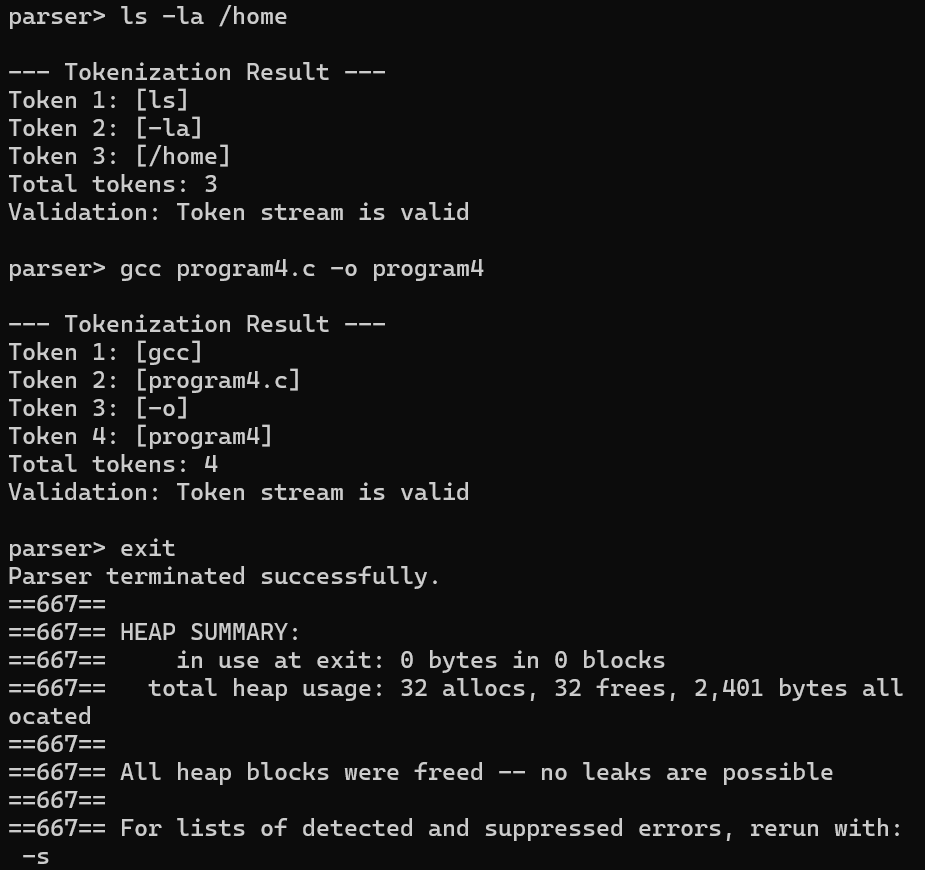 parser> ls -la /home
--- Tokenization Result ---
Token 1: [ls]
Token 2: [-la]
Token 3: [/home]
Total tokens: 3
Validation: Token stream is valid
parser> gcc program4.c -o program4
--- Tokenization Result ---
Token 1: [gcc]
Token 2: [program4.c]
Token 3: [-o]
Token 4: [program4]
Total tokens: 4
Validation: Token stream is valid
parser> exit
Parser terminated successfully.
==667==
==667== HEAP SUMMARY:
==667==     in use at exit: 0 bytes in 0 blocks
==667==   total heap usage: 32 allocs, 32 frees, 2,401 bytes all
ocated
==667==
==667== All heap blocks were freed -- no leaks are possible
==667==
==667== For lists of detected and suppressed errors, rerun with:
 -s